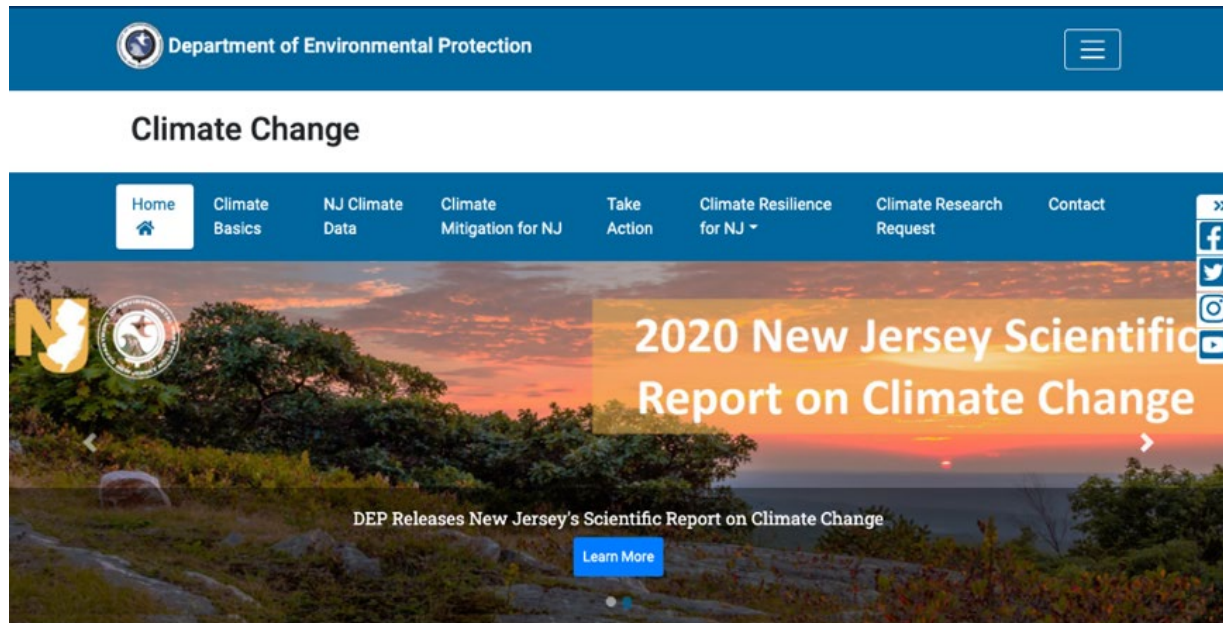 Department of Environmental Protection
Climate Change
Home
Climate
Basics
NJ Climate
Data
Climate
Mitigation for NJ
Take
Action
Climate Resilience
for NJ
Climate Research
Request
Contact
NJ
2020 New Jersey Scientific
Report on Climate Change
DEP Releases New Jersey's Scientific Report on Climate Change
Learn More